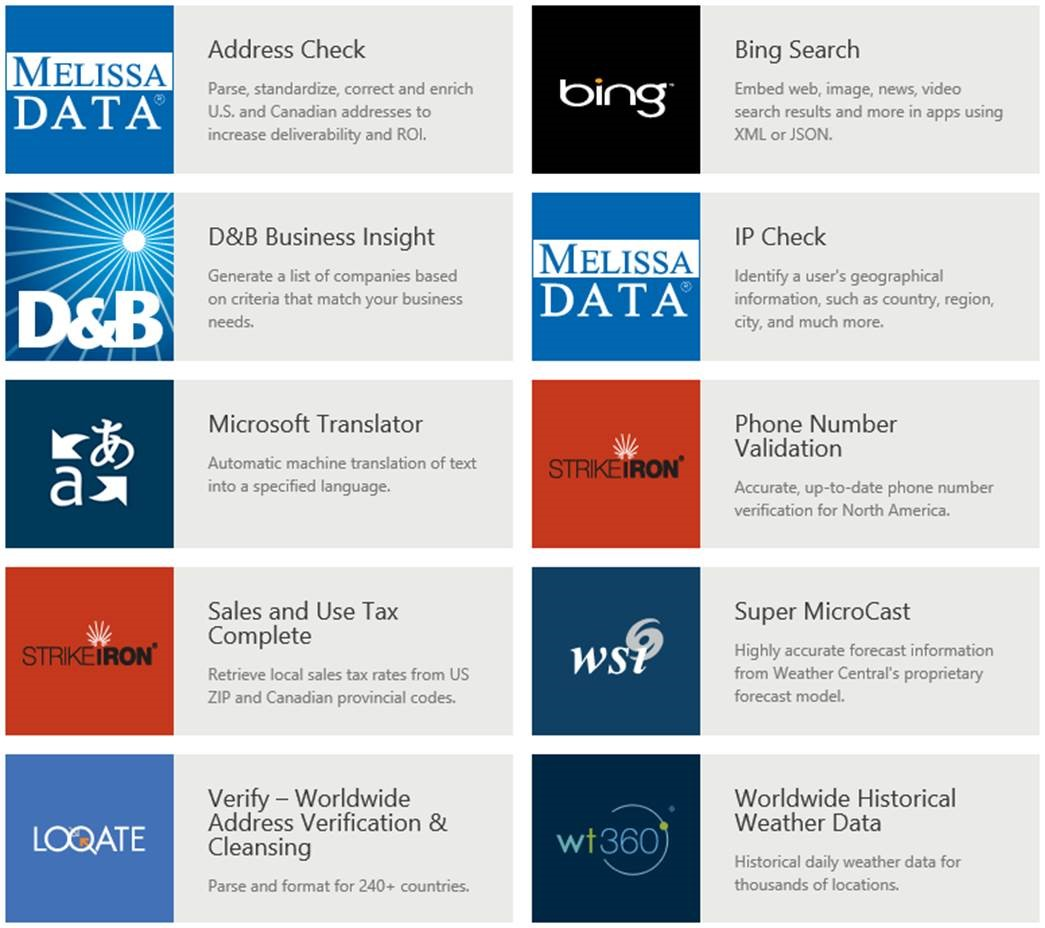 MELISSA
DATA®
Address Check
Parse, standardize, correct and enrich
U.S. and Canadian addresses to
increase deliverability and ROI.
bing™
Bing Search
Embed web, image, news, video
search results and more in apps using
XML or JSON.
D&B
D&B Business Insight
Generate a list of companies based
on criteria that match your business
needs.
MELISSA
DATA®
IP Check
Identify a user's geographical
information, such as country, region,
city, and much more.
あ
a
Microsoft Translator
Automatic machine translation of text
into a specified language.
STRIKEIRON®
Phone Number
Validation
Accurate, up-to-date phone number
verification for North America.
STRIKEIRON®
Sales and Use Tax
Complete
Retrieve local sales tax rates from US
ZIP and Canadian provincial codes.
wsi
Super MicroCast
Highly accurate forecast information
from Weather Central's proprietary
forecast model.
LOQATE
Verify – Worldwide
Address Verification &
Cleansing
Parse and format for 240+ countries.
wt360
Worldwide Historical
Weather Data
Historical daily weather data for
thousands of locations.